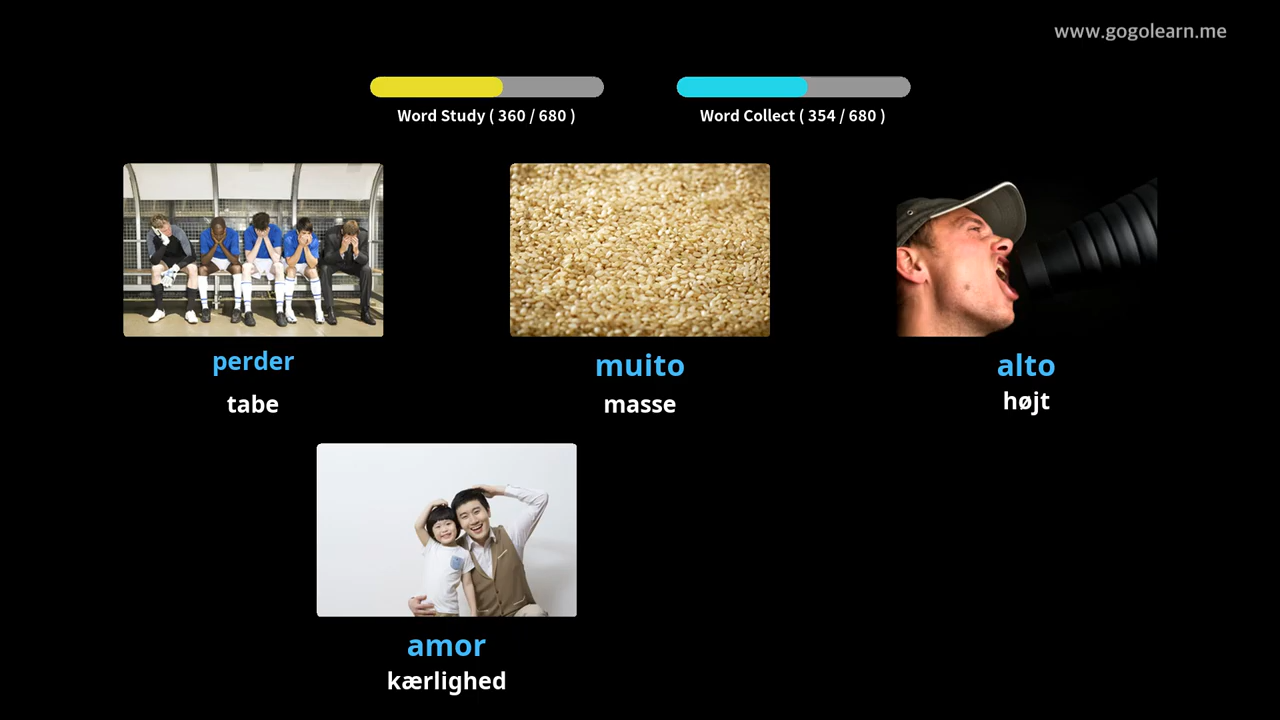 www.gogolearn.me
Word Study ( 360 / 680 )
Word Collect ( 354 / 680 )
perder
tabe
muito
masse
alto
højt
amor
kærlighed